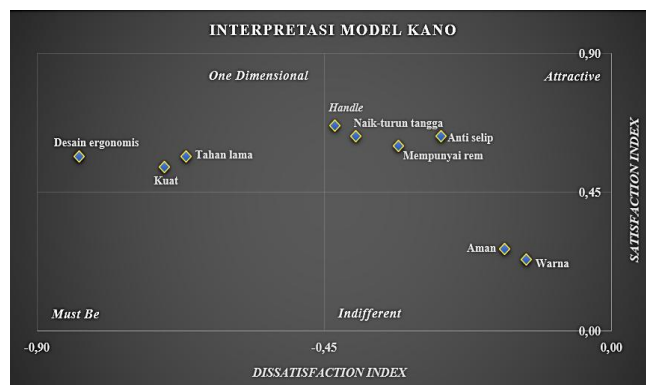 INTERPRETASI MODEL KANO
0,90
One Dimensional
Attractive
Handle
Naik-turun tangga
Anti selip
Desain ergonomis
Tahan lama
Mempunyai rem
Kuat
0,45
SATISFACTION INDEX
Aman
Warna
Must Be
Indifferent
0,00
-0,90
-0,45
0,00
DISSATISFACTION INDEX